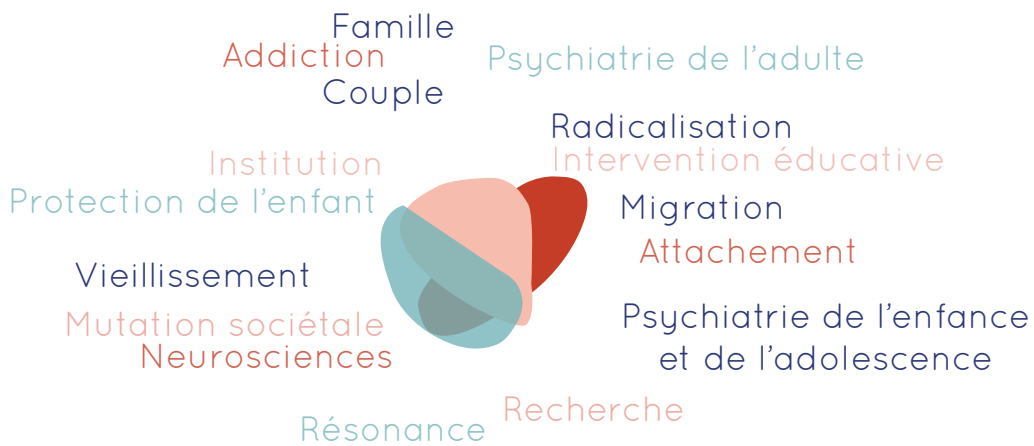 Famille
Addiction
Psychiatrie de l'adulte
Couple
Radicalisation
Institution
Intervention éducative
Protection de l'enfant
Migration
Attachement
Vieillissement
Mutation sociétale
Psychiatrie de l'enfance
et de l'adolescence
Neurosciences
Recherche
Résonance